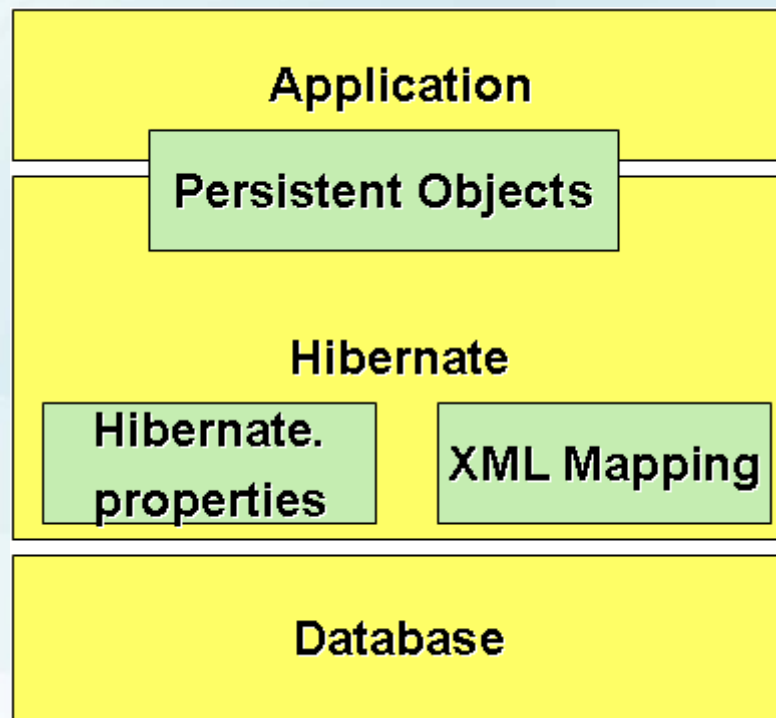 Application
Persistent Objects
Hibernate
Hibernate.
properties
XML Mapping
Database